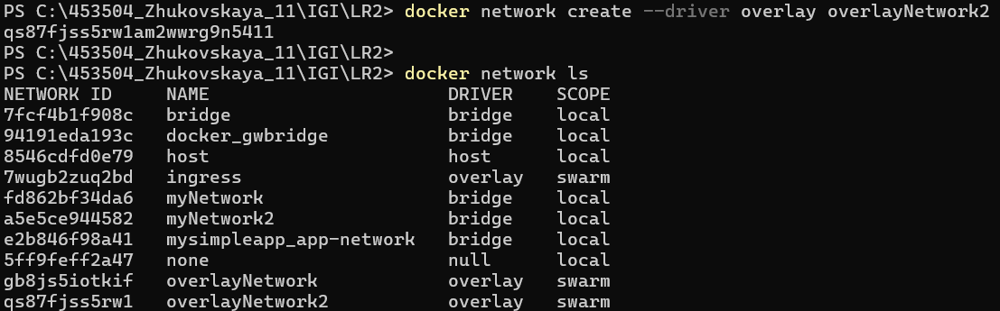 PS C:\453504_Zhukovskaya_11\IGI\LR2> docker network create --driver overlay overlayNetwork2
qs87fjss5rw1am2wwrg9n5411
PS C:\453504_Zhukovskaya_11\IGI\LR2>
PS C:\453504_Zhukovskaya_11\IGI\LR2> docker network ls
NETWORK ID     NAME                      DRIVER    SCOPE
7fcf4b1f908c   bridge                    bridge    local
94191eda193c   docker_gwbridge           bridge    local
8546cdfd0e79   host                      host      local
7wugb2zuq2bd   ingress                   overlay   swarm
fd862bf34da6   myNetwork                 bridge    local
a5e5ce944582   myNetwork2                bridge    local
e2b846f98a41   mysimpleapp_app-network   bridge    local
5ff9feff2a47   none                      null      local
gb8js5iotkif   overlayNetwork            overlay   swarm
qs87fjss5rw1   overlayNetwork2           overlay   swarm